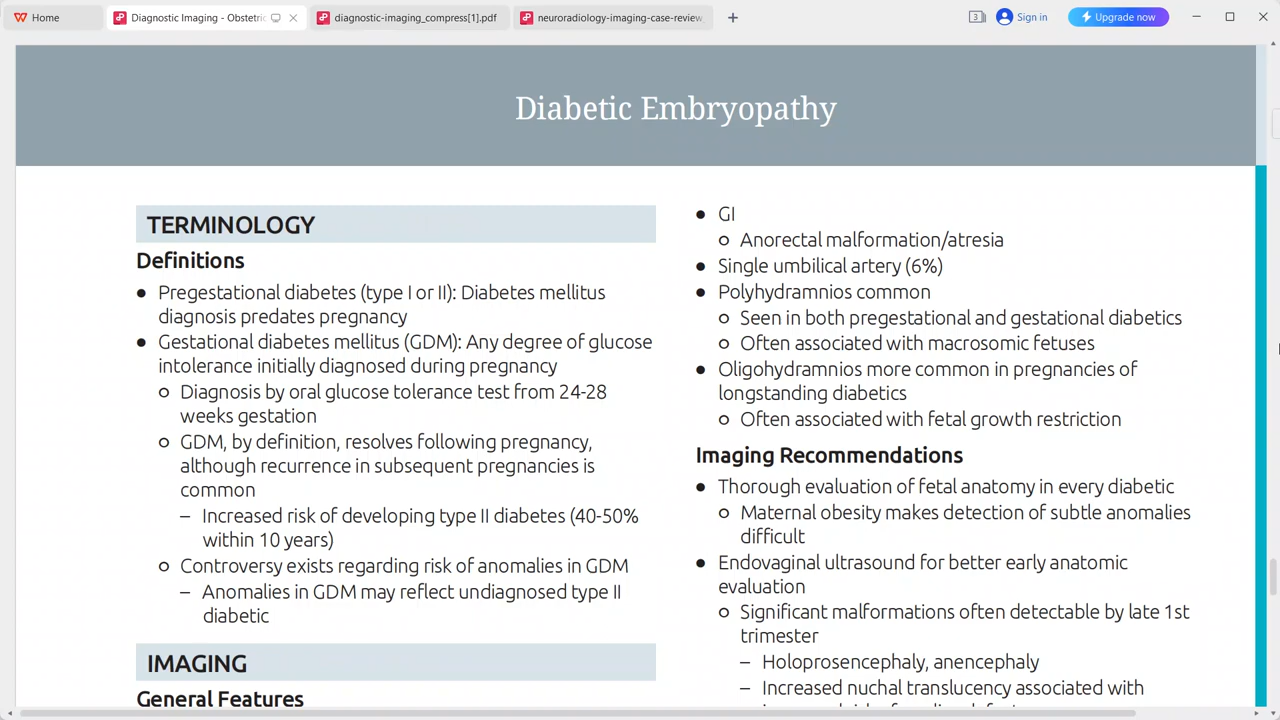 Home
Diagnostic Imaging - Obstetric
diagnostic-imaging_compress[1].pdf
neuroradiology-imaging-case-review
3
Sign in
Upgrade now
Diabetic Embryopathy
TERMINOLOGY
Definitions
● Pregestational diabetes (type I or II): Diabetes mellitus
diagnosis predates pregnancy
● Gestational diabetes mellitus (GDM): Any degree of glucose
intolerance initially diagnosed during pregnancy
○ Diagnosis by oral glucose tolerance test from 24-28
weeks gestation
○ GDM, by definition, resolves following pregnancy,
although recurrence in subsequent pregnancies is
common
– Increased risk of developing type II diabetes (40-50%
within 10 years)
○ Controversy exists regarding risk of anomalies in GDM
– Anomalies in GDM may reflect undiagnosed type II
diabetic
IMAGING
General Features
● GI
○ Anorectal malformation/atresia
● Single umbilical artery (6%)
● Polyhydramnios common
○ Seen in both pregestational and gestational diabetics
○ Often associated with macrosomic fetuses
● Oligohydramnios more common in pregnancies of
longstanding diabetics
○ Often associated with fetal growth restriction
Imaging Recommendations
● Thorough evaluation of fetal anatomy in every diabetic
○ Maternal obesity makes detection of subtle anomalies
difficult
● Endovaginal ultrasound for better early anatomic
evaluation
○ Significant malformations often detectable by late 1st
trimester
– Holoprosencephaly, anencephaly
– Increased nuchal translucency associated with